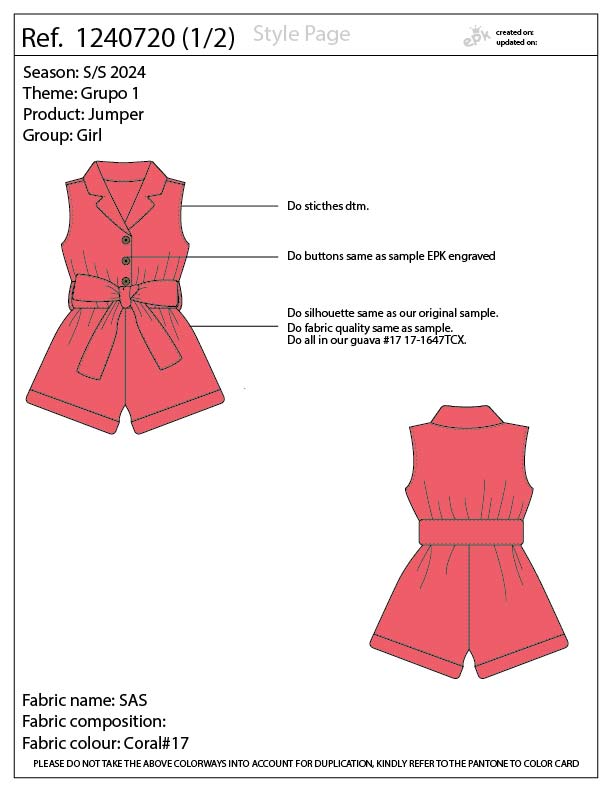 Ref. 1240720 (1/2)
Style Page
epk
created on:
updated on:
Season: S/S 2024
Theme: Grupo 1
Product: Jumper
Group: Girl
Do sticthes dtm.
Do buttons same as sample EPK engraved
Do silhouette same as our original sample.
Do fabric quality same as sample.
Do all in our guava #17 17-1647TCX.
Fabric name: SAS
Fabric composition:
Fabric colour: Coral#17
PLEASE DO NOT TAKE THE ABOVE COLORWAYS INTO ACCOUNT FOR DUPLICATION, KINDLY REFER TO THE PANTONE TO COLOR CARD